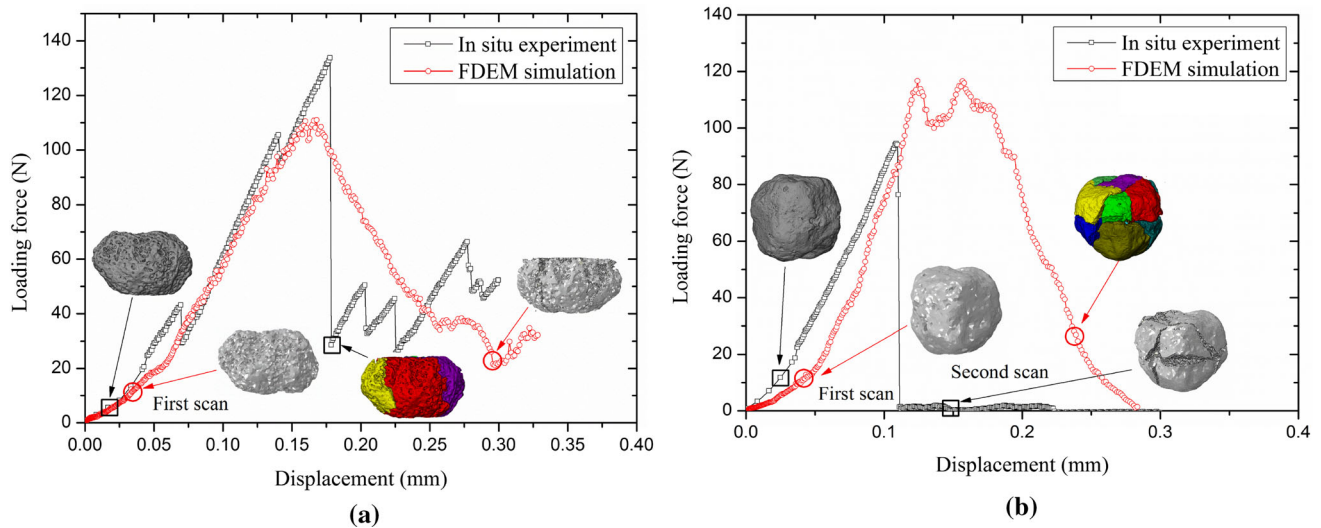 140
120
100
80
60
40
20
0
Loading force (N)
In situ experiment
FDEM simulation
First scan
0.00 0.05 0.10 0.15 0.20 0.25 0.30 0.35 0.40
Displacement (mm)
(a)
140
120
100
80
60
40
20
0
Loading force (N)
In situ experiment
FDEM simulation
First scan
Second scan
0.0 0.1 0.2 0.3 0.4
Displacement (mm)
(b)